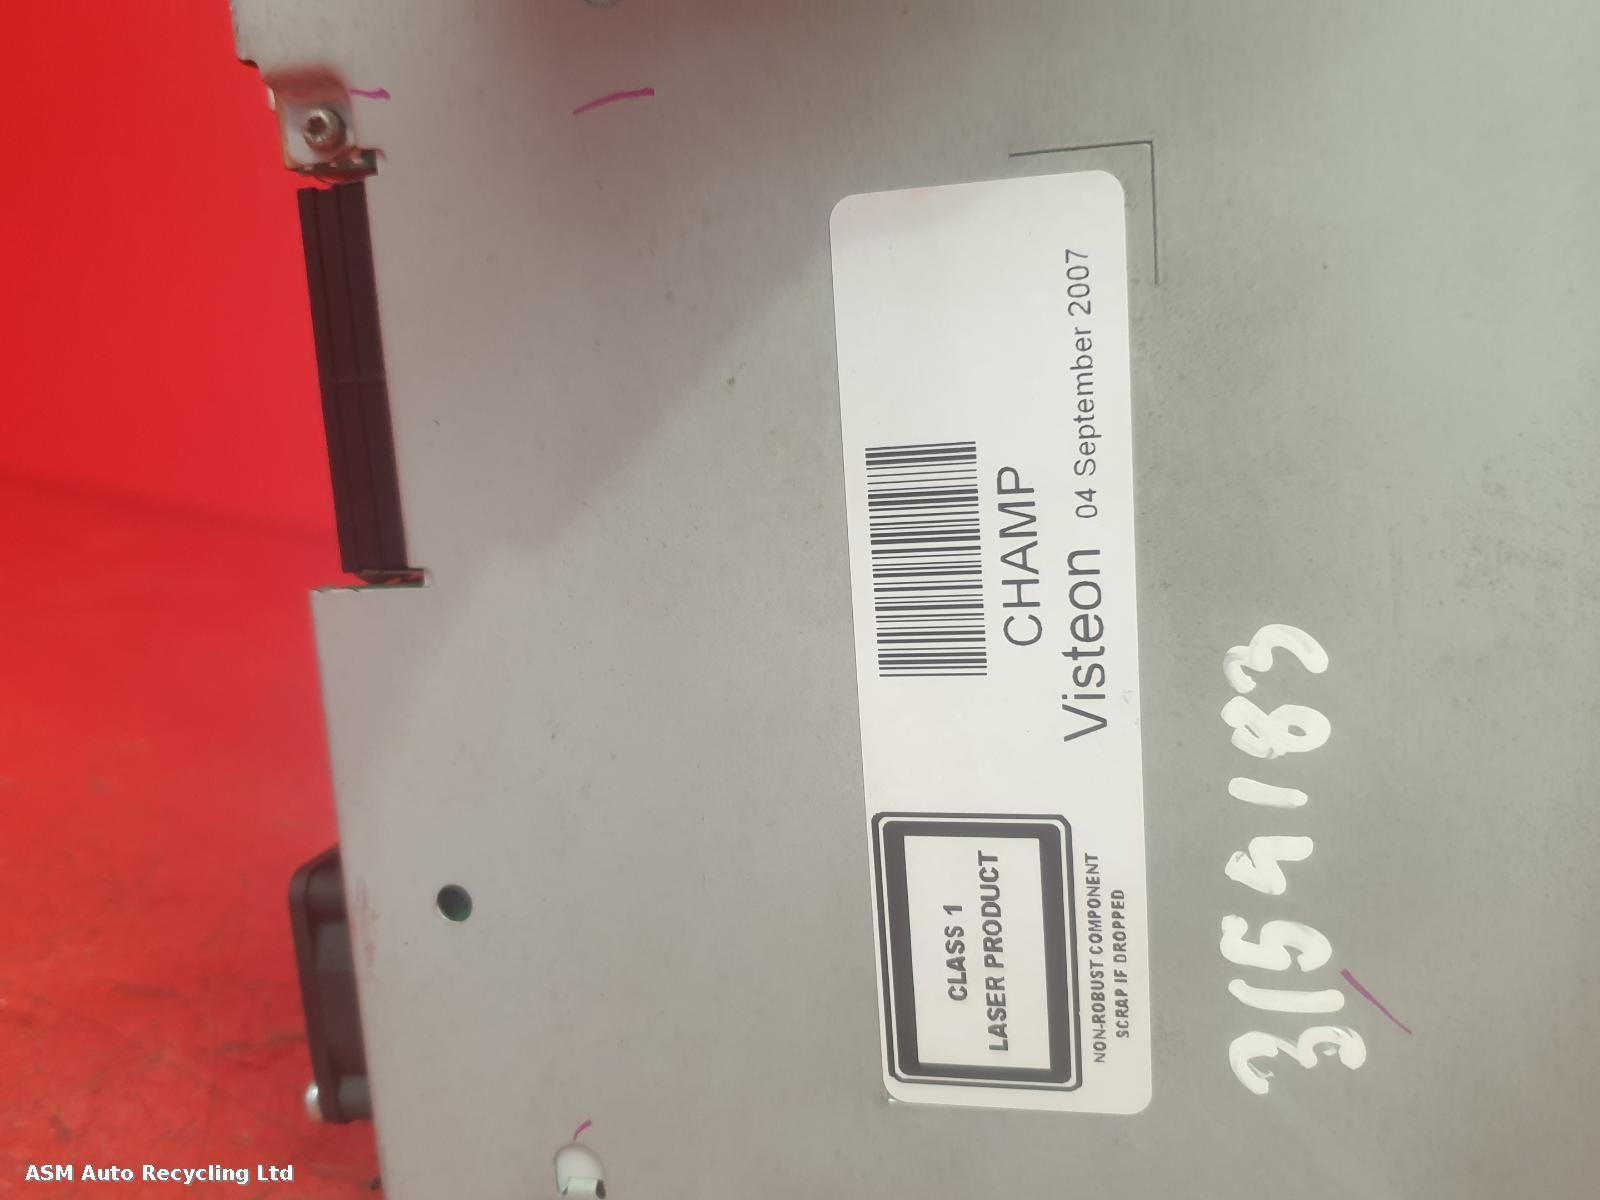 CHAMP
Visteon 04 September 2007
CLASS 1
LASER PRODUCT
NON-ROBUST COMPONENT
SCRAP IF DROPPED
3154183
ASM Auto Recycling Ltd